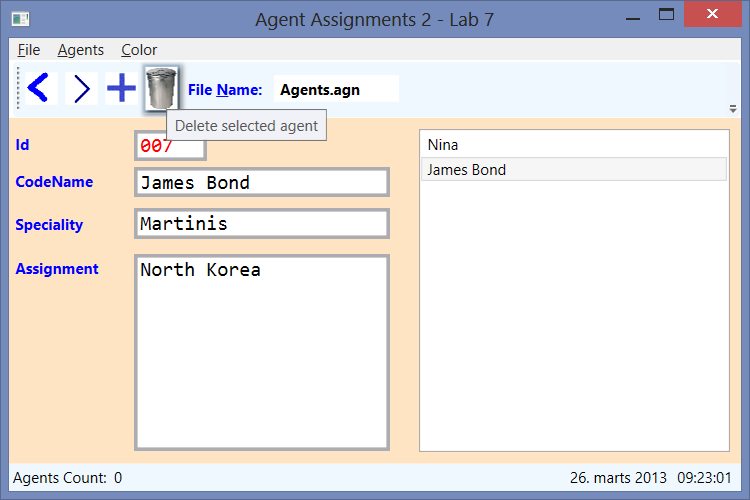 Agent Assignments 2 - Lab 7
File Agents Color
File Name: Agents.agn
Delete selected agent
Id 007
CodeName James Bond
Speciality Martinis
Assignment North Korea
Nina
James Bond
Agents Count: 0 26. marts 2013 09:23:01